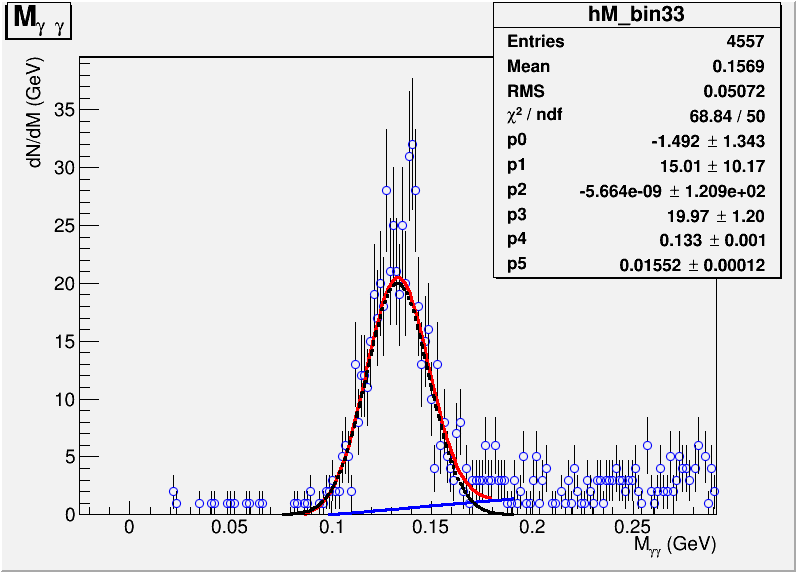 M γ γ
hM_bin33
Entries 4557
Mean 0.1569
RMS 0.05072
χ² / ndf 68.84 / 50
p0 -1.492 ± 1.343
p1 15.01 ± 10.17
p2 -5.664e-09 ± 1.209e+02
p3 19.97 ± 1.20
p4 0.133 ± 0.001
p5 0.01552 ± 0.00012
dN/dM (GeV)
35
30
25
20
15
10
5
0
0 0.05 0.1 0.15 0.2 0.25
Mγγ (GeV)